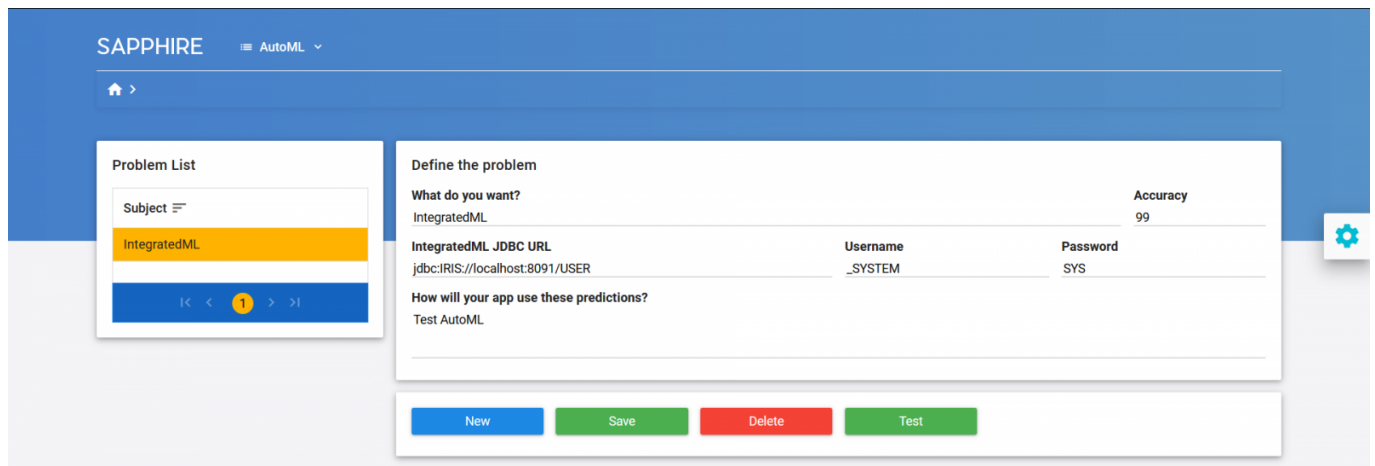 SAPPHIRE AutoML
Problem List
Subject
IntegratedML
1
Define the problem
What do you want? Accuracy
IntegratedML 99
IntegratedML JDBC URL Username Password
jdbc:IRIS://localhost:8091/USER _SYSTEM SYS
How will your app use these predictions?
Test AutoML
New Save Delete Test